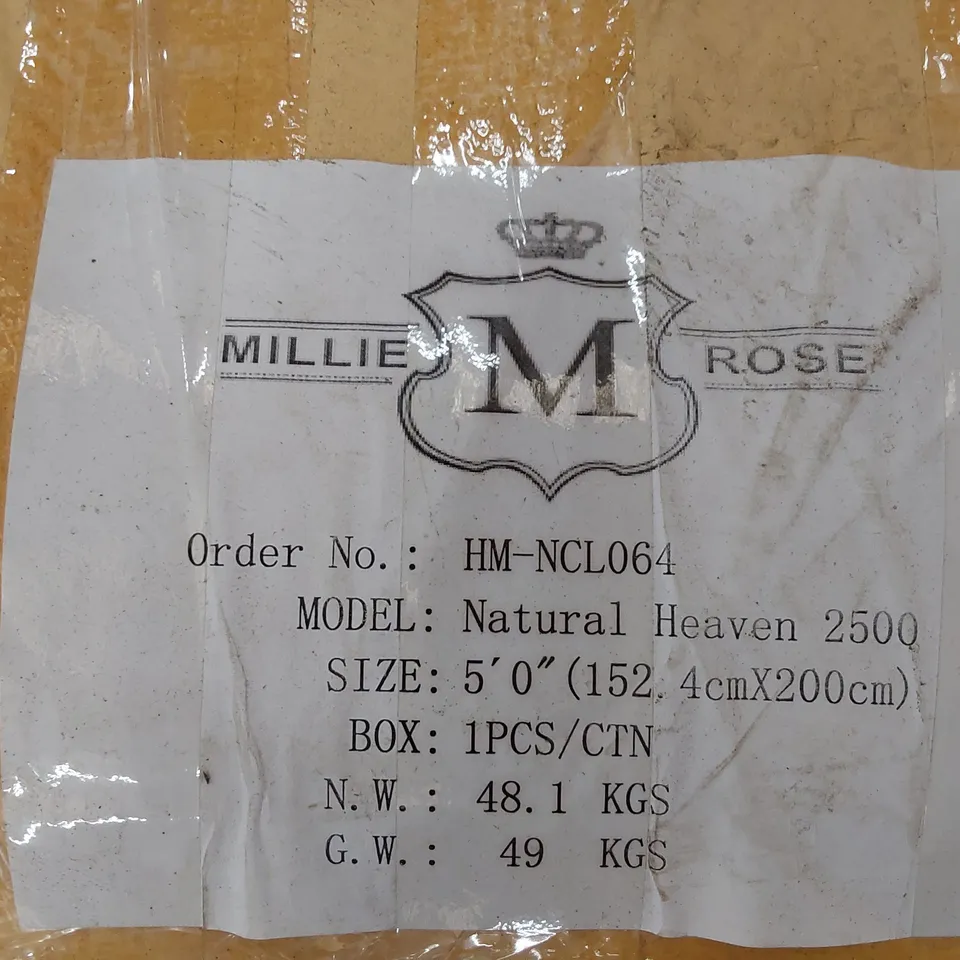 MILLIE M ROSE
Order No.: HM-NCL064
MODEL: Natural Heaven 2500
SIZE: 5′0″(152.4cmX200cm)
BOX: 1PCS/CTN
N.W.: 48.1 KGS
G.W.: 49 KGS